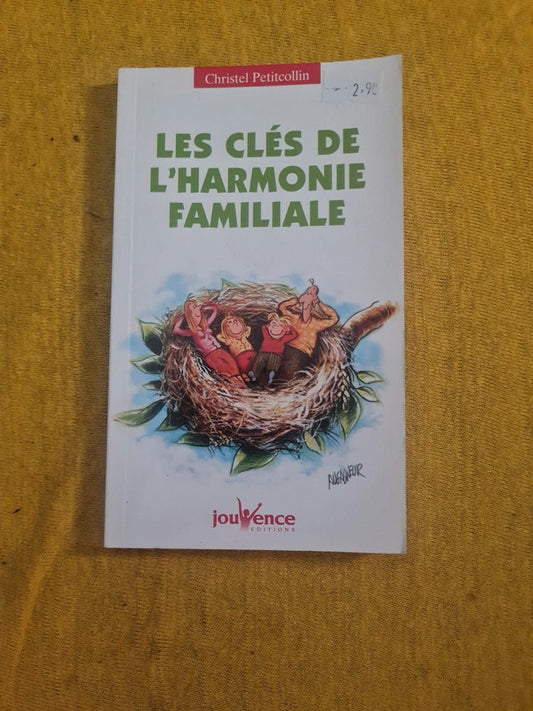 Christel Petitcollin
2,90
LES CLÉS DE
L'HARMONIE
FAMILIALE
jouvence
EDITIONS